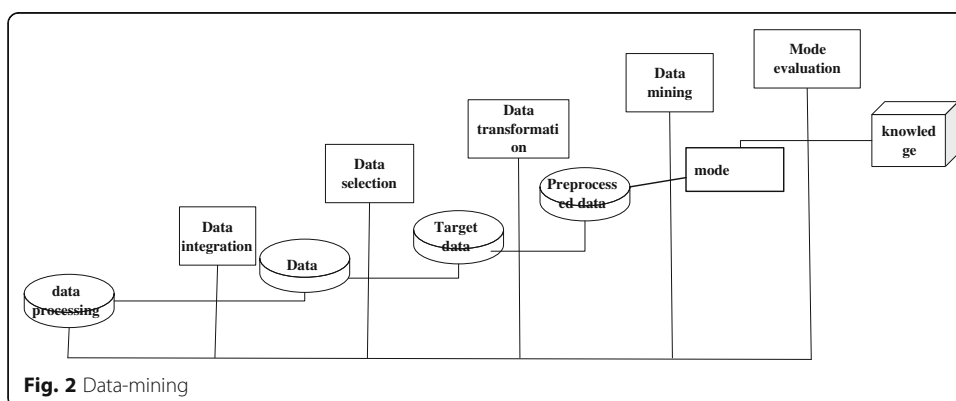 Mode
evaluation
Data
mining
Data
transformati
on
knowled
ge
Data
selection
mode
Preprocess
ed data
Data
integration
Target
data
Data
data
processing
Fig. 2 Data-mining